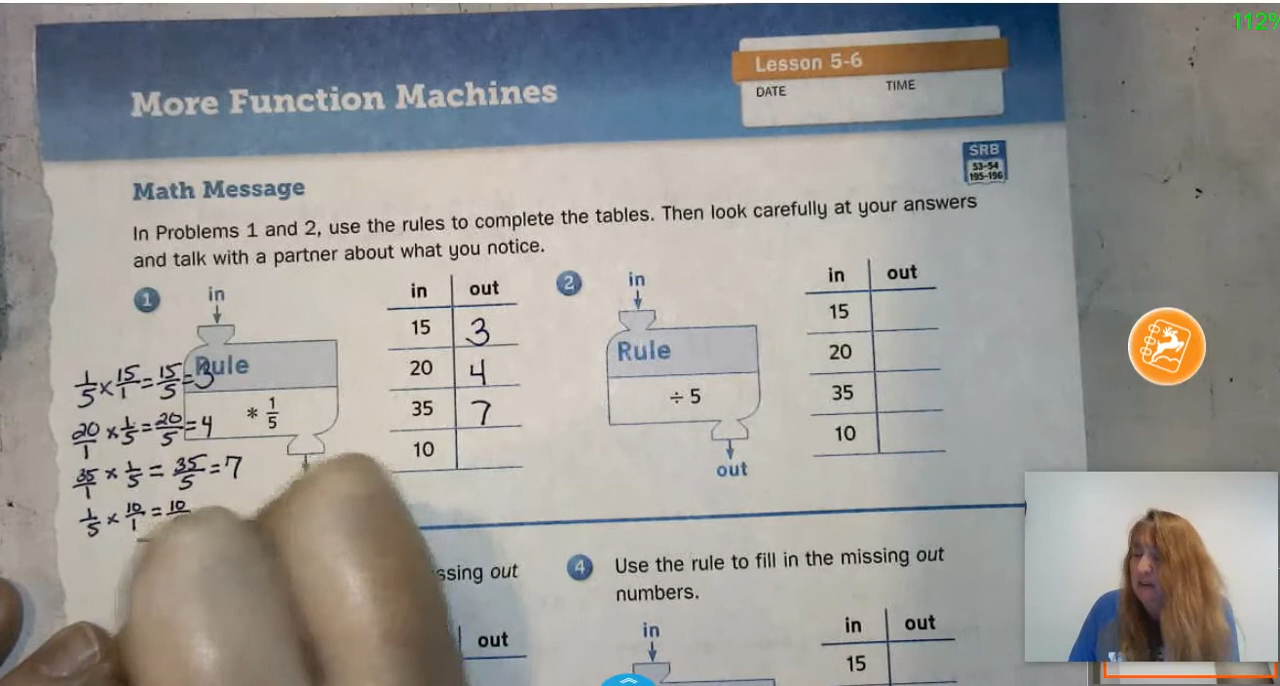 112%
Lesson 5-6
More Function Machines
DATE TIME
SRB
53–54
195–196
Math Message
In Problems 1 and 2, use the rules to complete the tables. Then look carefully at your answers
and talk with a partner about what you notice.
1
in
Rule
* 1/5
in out
15 3
20 4
35 7
10
1/5 × 15/1 = 15/5 = 3
20/1 × 1/5 = 20/5 = 4
35/1 × 1/5 = 35/5 = 7
1/5 × 10/1 = 10
2
in
Rule
÷ 5
out
in out
15
20
35
10
ssing out
out
4 Use the rule to fill in the missing out
numbers.
in
in out
15